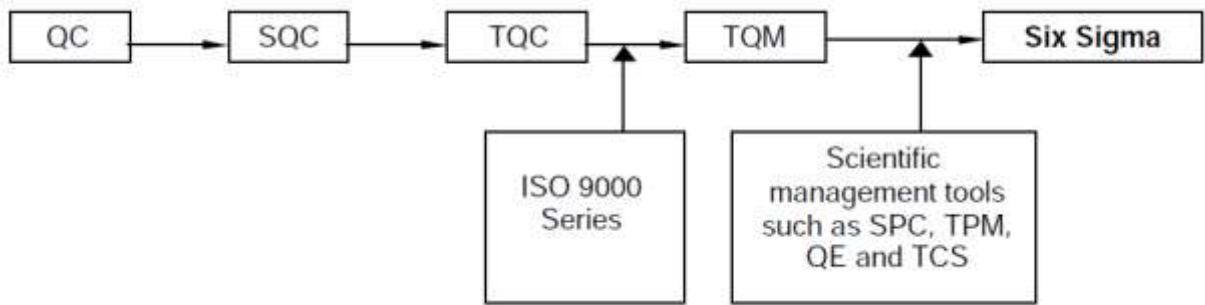 QC
SQC
TQC
TQM
Six Sigma
ISO 9000
Series
Scientific
management tools
such as SPC, TPM,
QE and TCS